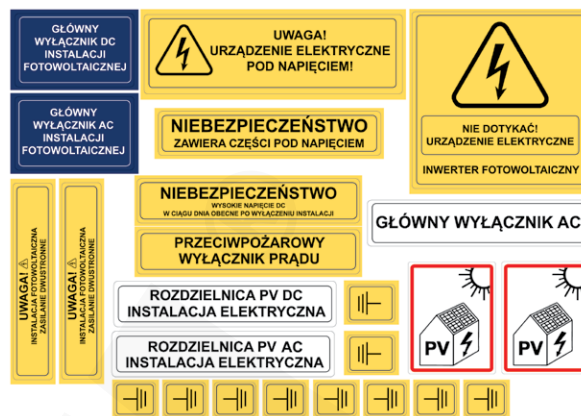 GŁÓWNY
WYŁĄCZNIK DC
INSTALACJI
FOTOWOLTAICZNEJ
UWAGA!
URZĄDZENIE ELEKTRYCZNE
POD NAPIĘCIEM!
NIE DOTYKAĆ!
URZĄDZENIE ELEKTRYCZNE
INWERTER FOTOWOLTAICZNY
GŁÓWNY
WYŁĄCZNIK AC
INSTALACJI
FOTOWOLTAICZNEJ
NIEBEZPIECZEŃSTWO
ZAWIERA CZĘŚCI POD NAPIĘCIEM
UWAGA!
INSTALACJA FOTOWOLTAICZNA
ZASILANIE DWUSTRONNE
UWAGA!
INSTALACJA FOTOWOLTAICZNA
ZASILANIE DWUSTRONNE
NIEBEZPIECZEŃSTWO
WYSOKIE NAPIĘCIE DC
W CIĄGU DNIA OBECNE PO WYŁĄCZENIU INSTALACJI
GŁÓWNY WYŁĄCZNIK AC
PRZECIWPOŻAROWY
WYŁĄCZNIK PRĄDU
ROZDZIELNICA PV DC
INSTALACJA ELEKTRYCZNA
ROZDZIELNICA PV AC
INSTALACJA ELEKTRYCZNA
PV
PV